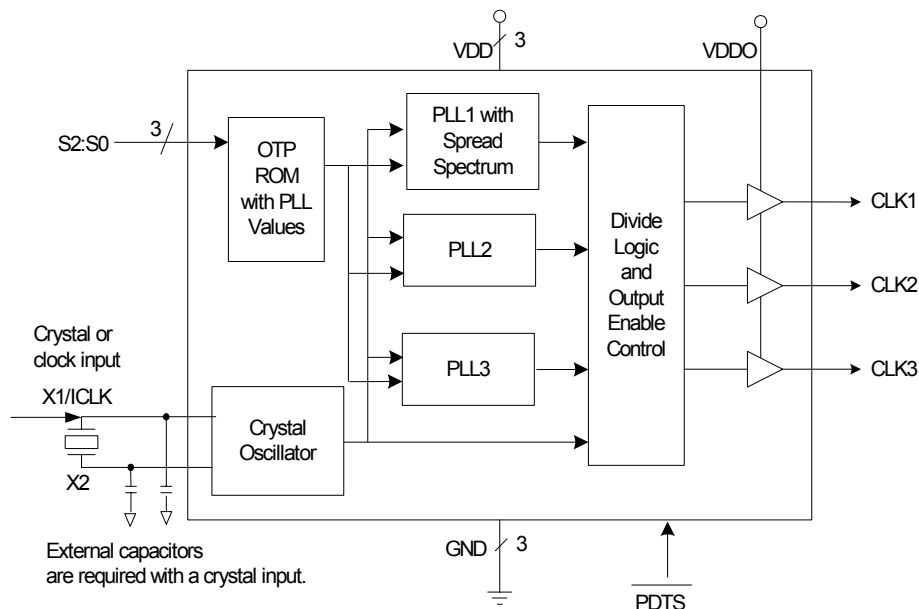 VDD
3
VDDO
S2:S0
3
OTP
ROM
with PLL
Values
PLL1 with
Spread
Spectrum
PLL2
PLL3
Divide
Logic
and
Output
Enable
Control
CLK1
CLK2
CLK3
Crystal or
clock input
X1/ICLK
X2
Crystal
Oscillator
External capacitors
are required with a crystal input.
GND
3
PDTS